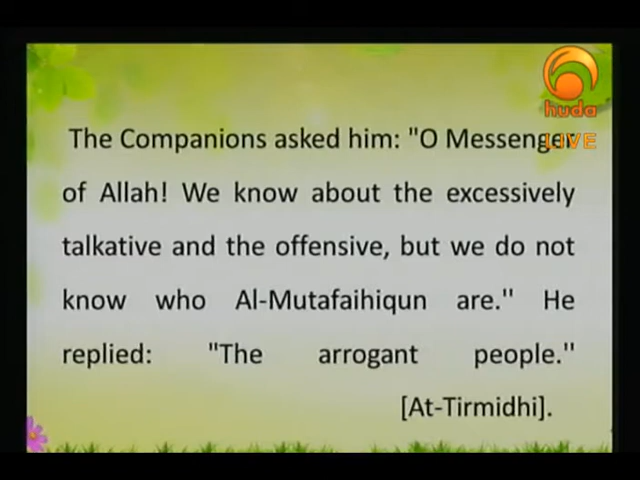 huda
LIVE
The Companions asked him: "O Messenger
of Allah! We know about the excessively
talkative and the offensive, but we do not
know who Al-Mutafaihiqun are." He
replied: "The arrogant people."
[At-Tirmidhi].